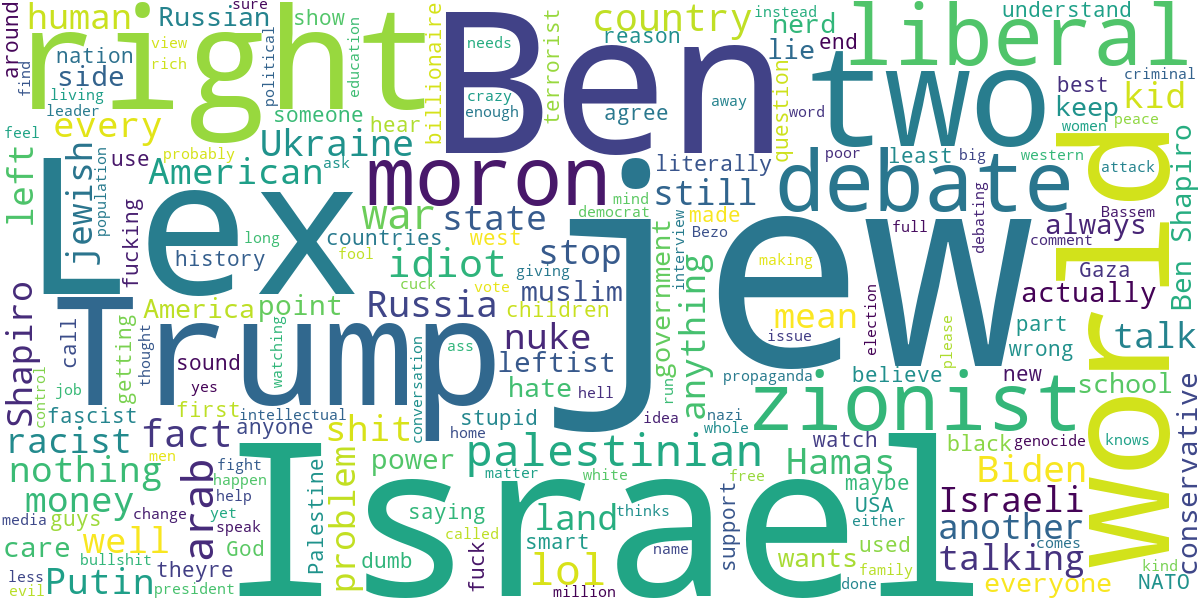 around
human
Russian
sure
show
political
education
billionaire
Ben
terrorist
country
reason
instead
nerd
understand
liberal
right
nation
view
needs
lie
end
side
rich
find
living
leader
crazy
enough
agree
away
question
word
two
best
keep
criminal
kid
every
someone
hear
feel
left
jewish
population
use
probably
Ukraine
ask
American
moron
literally
still
poor
least
big
western
debate
peace
women
world
attack
Shapiro
fucking
Lex
war
state
mind
democrat
jew
made
Bezo
interview
full
debating
always
Bassem
comment
Ben Shapiro
history
long
countries
west
fool
idiot
cuck
giving
stop
muslim
government
anything
making
Gaza
actually
America
point
Russia
vote
children
mean
election
please
part
talk
control
call
getting
thought
Trump
sound
yes
watching
conversation
ass
nuke
leftist
hate
hell
run
issue
wrong
propaganda
believe
new
school
job
fascist
first
intellectual
stupid
home
idea
nazi
whole
zionist
conservative
racist
fact
anyone
shit
palestinian
watch
black
genocide
knows
nothing
men
arab
fight
happen
help
Palestine
problem
power
matter
white
free
Hamas
maybe
Biden
money
media
guys
change
yet
speak
Israel
saying
called
land
thinks
support
USA
either
Israeli
another
care
well
bullshit
God
dumb
fuck
smart
name
wants
used
family
talking
comes
kind
less
evil
Putin
theyre
president
lol
million
done
everyone
NATO